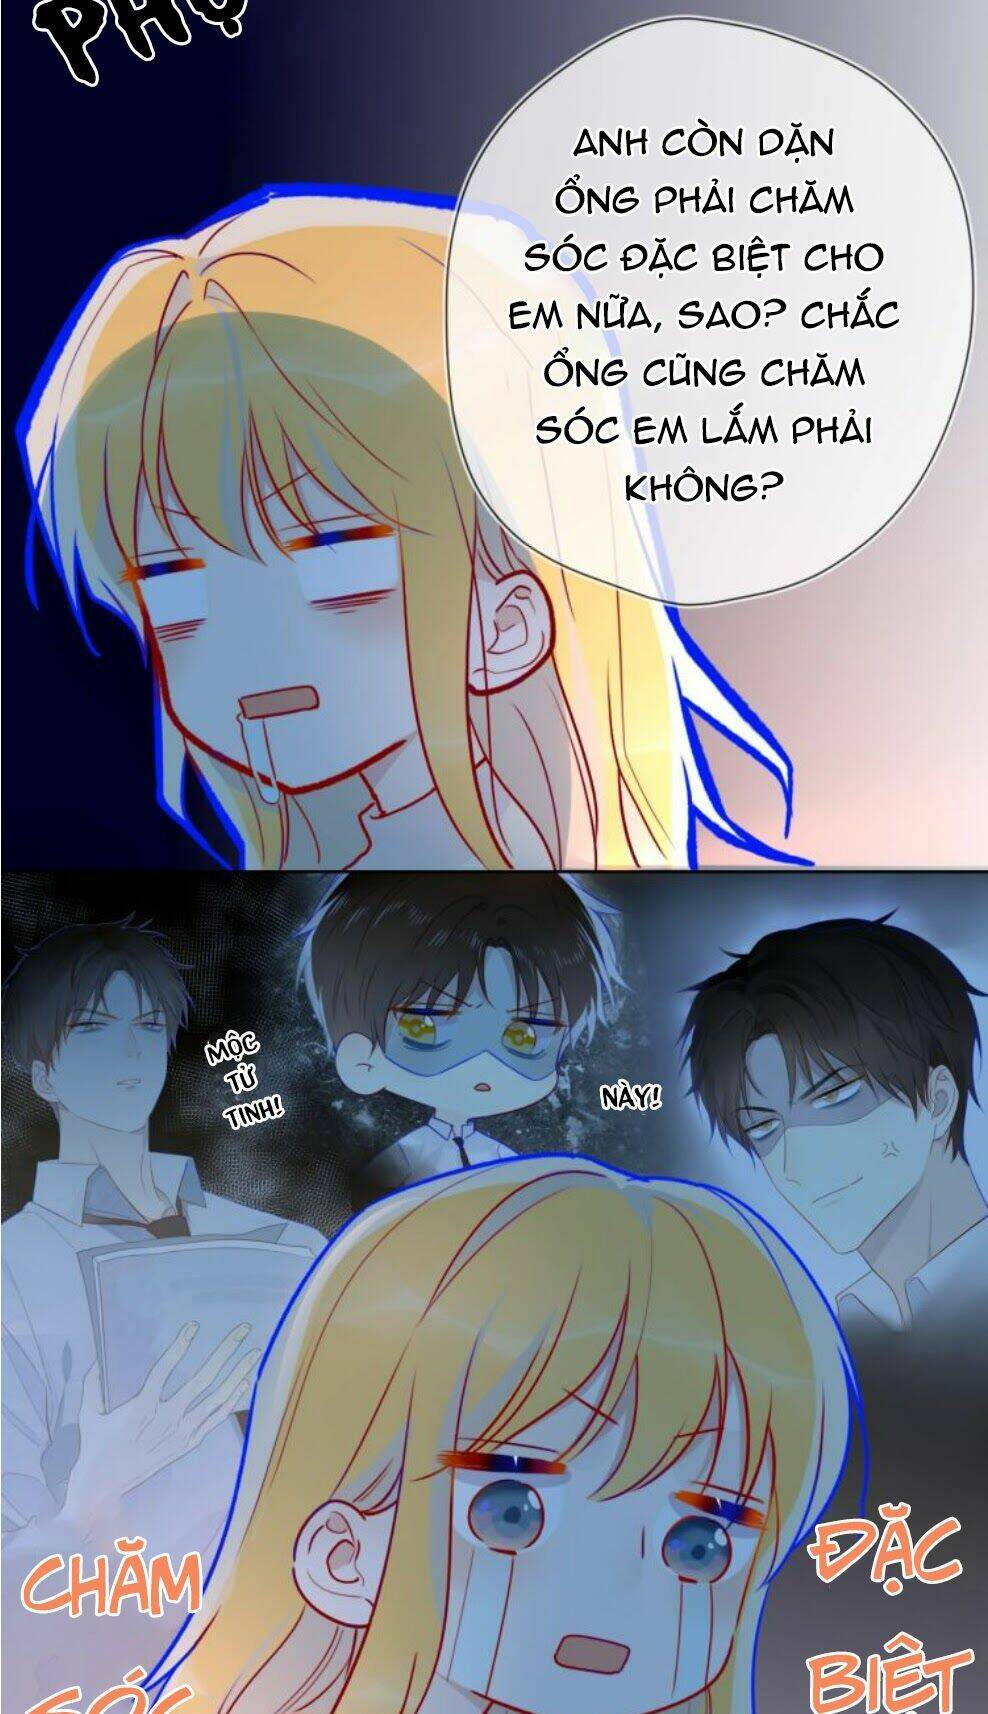 PHỤ
ANH CÒN DẶN
ỔNG PHẢI CHĂM
SÓC ĐẶC BIỆT CHO
EM NỮA, SAO? CHẮC
ỔNG CŨNG CHĂM
SÓC EM LẮM PHẢI
KHÔNG?
MỘC
TỬ
TINH!
NÀY!
CHĂM
SÓC
ĐẶC
BIỆT